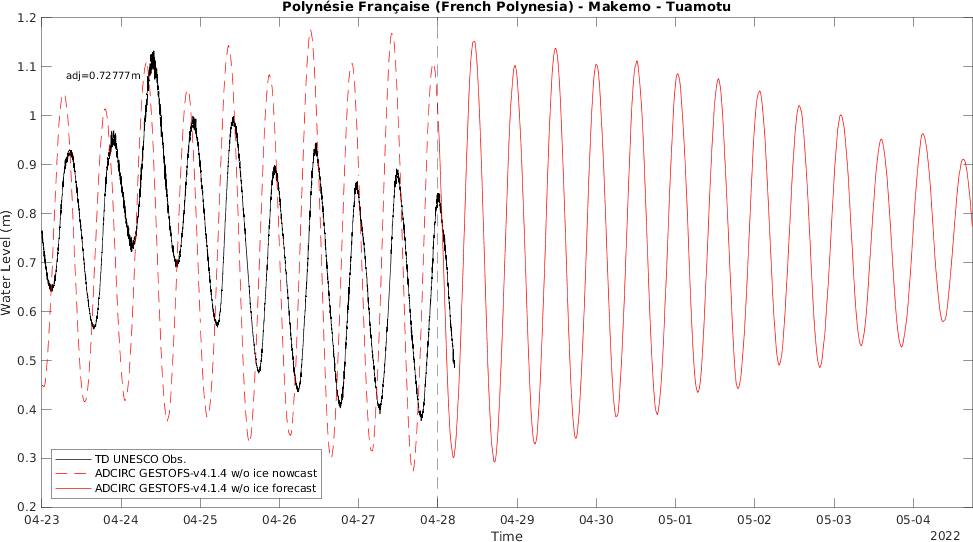 Polynésie Française (French Polynesia) - Makemo - Tuamotu
1.2
1.1
1
0.9
0.8
0.7
0.6
0.5
0.4
0.3
0.2
Water Level (m)
adj=0.72777m
TD UNESCO Obs.
ADCIRC GESTOFS-v4.1.4 w/o ice nowcast
ADCIRC GESTOFS-v4.1.4 w/o ice forecast
04-23 04-24 04-25 04-26 04-27 04-28 04-29 04-30 05-01 05-02 05-03 05-04
Time
2022